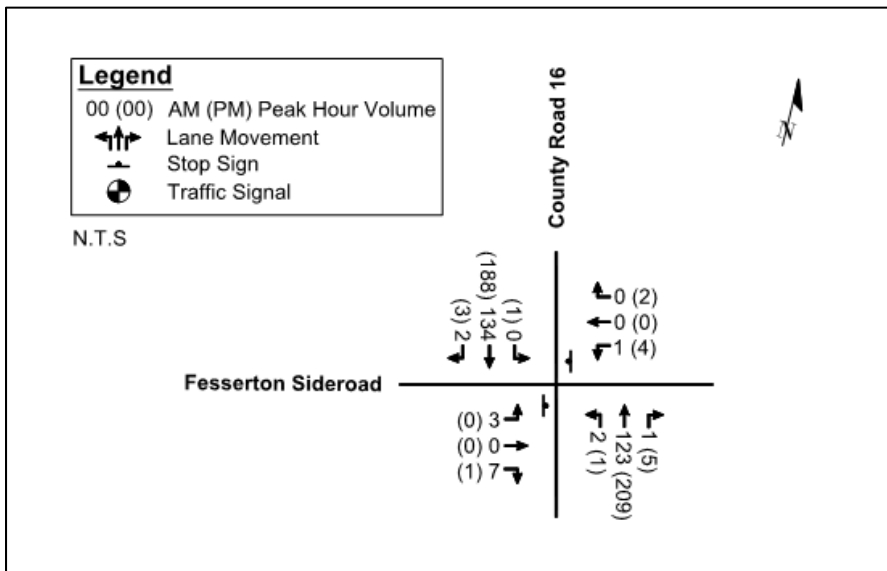 Legend
00 (00) AM (PM) Peak Hour Volume
Lane Movement
Stop Sign
Traffic Signal
N.T.S
County Road 16
N
(3) 2
(188) 134
(1) 0
0 (2)
0 (0)
1 (4)
Fesserton Sideroad
(0) 3
(0) 0
(1) 7
2 (1)
123 (209)
1 (5)